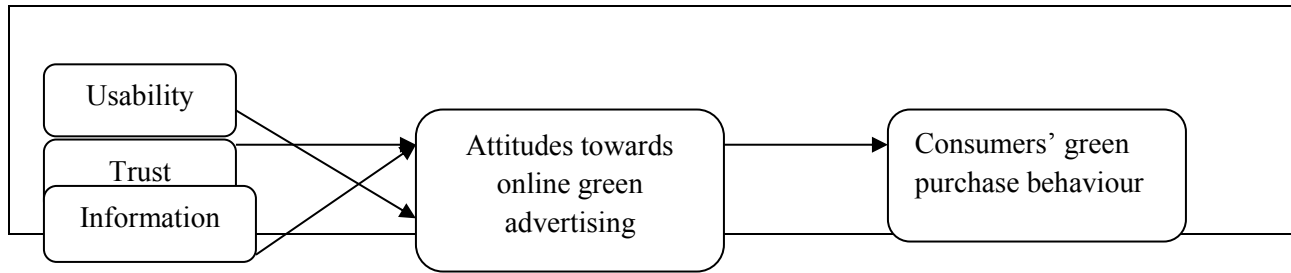 Usability
Trust
Information
Attitudes towards
online green
advertising
Consumers’ green
purchase behaviour